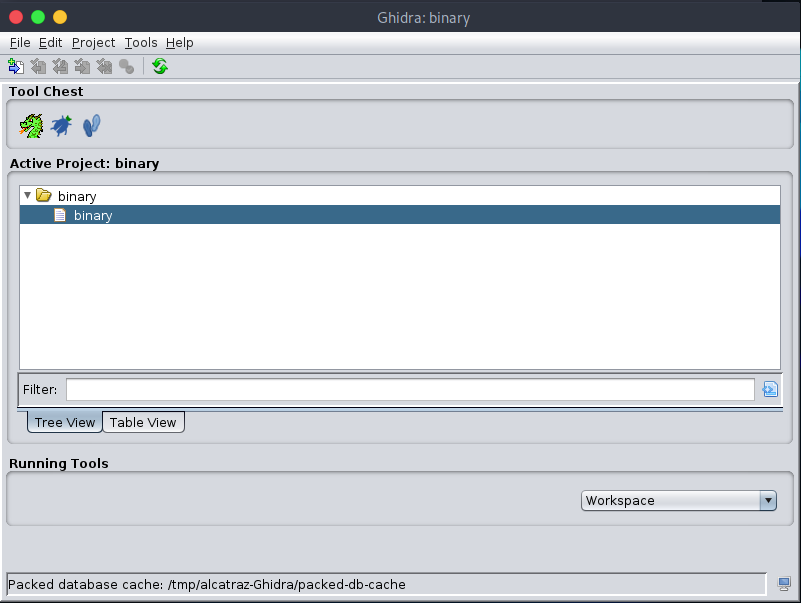 Ghidra: binary
File Edit Project Tools Help
Tool Chest
Active Project: binary
binary
binary
Filter:
Tree View Table View
Running Tools
Workspace
Packed database cache: /tmp/alcatraz-Ghidra/packed-db-cache